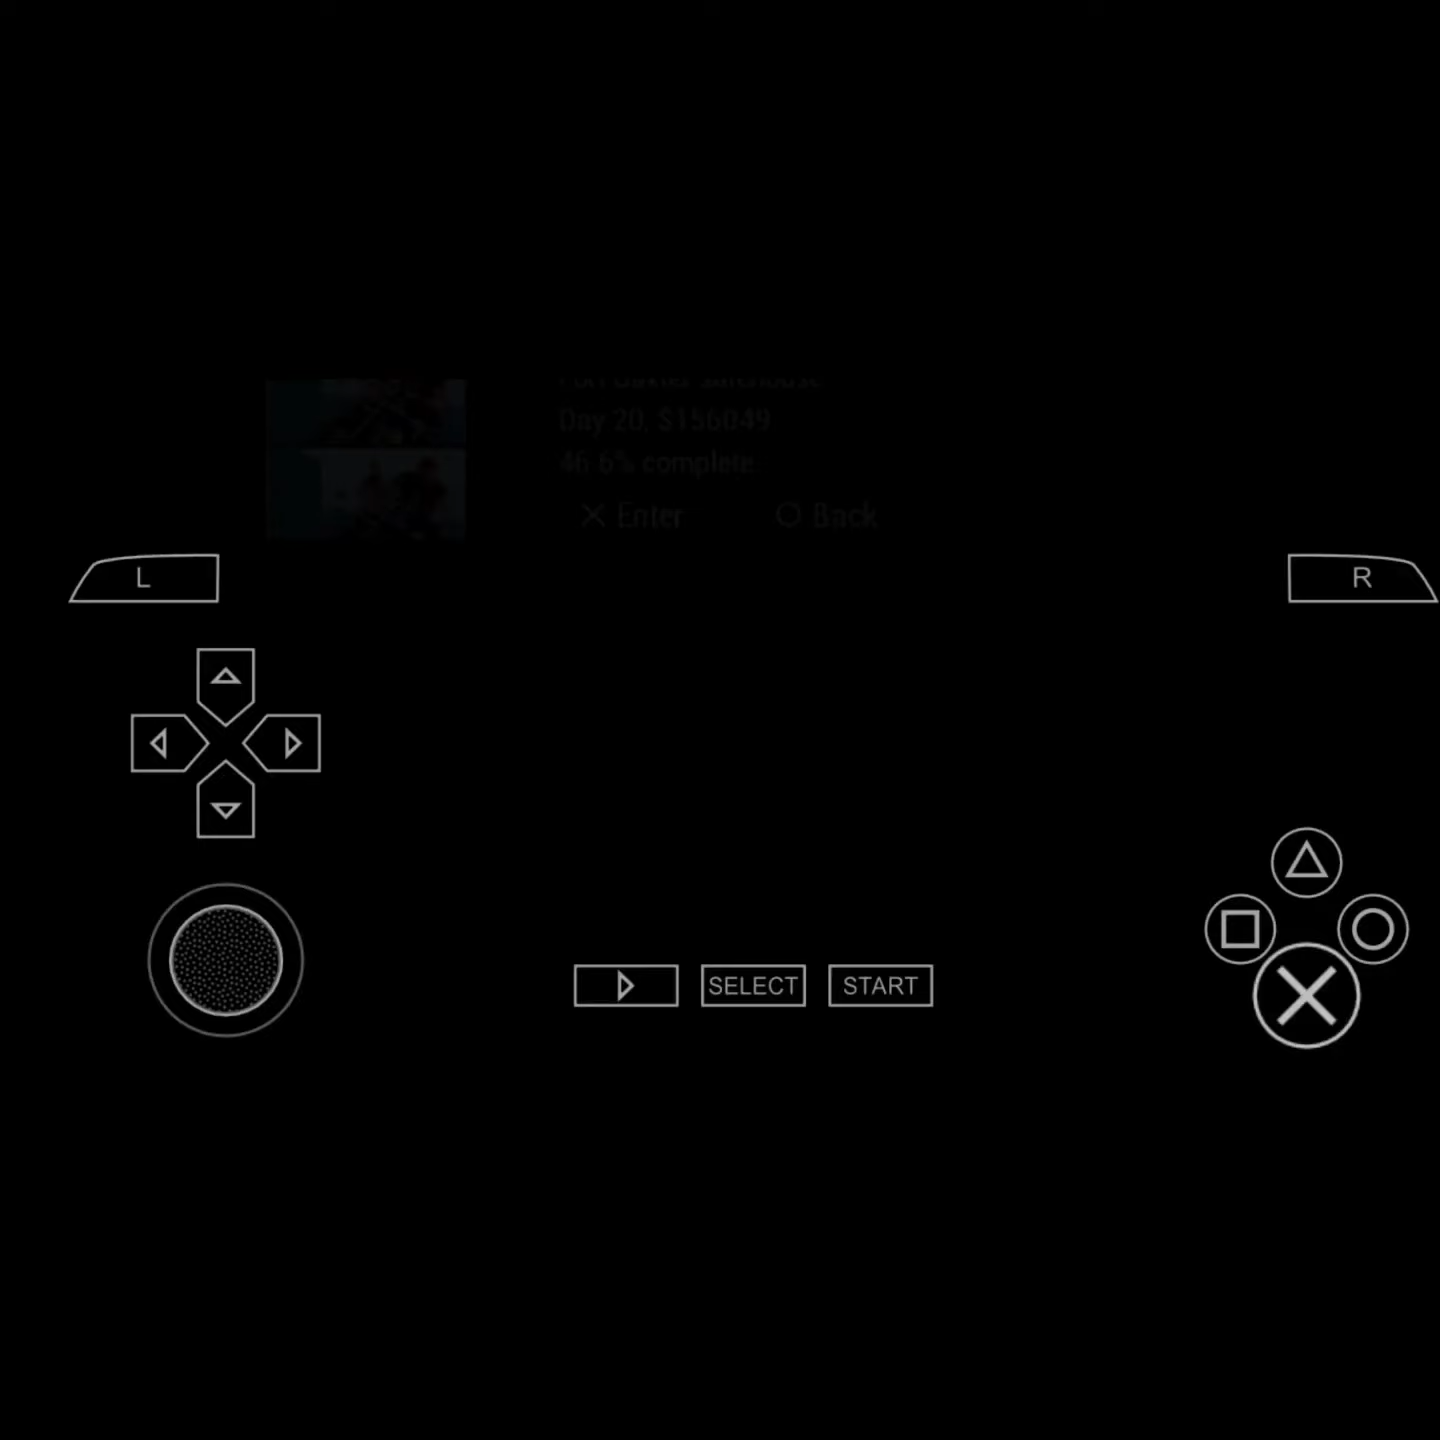 Day 20, $156049
46.6% complete.
Enter
Back
L
R
SELECT
START